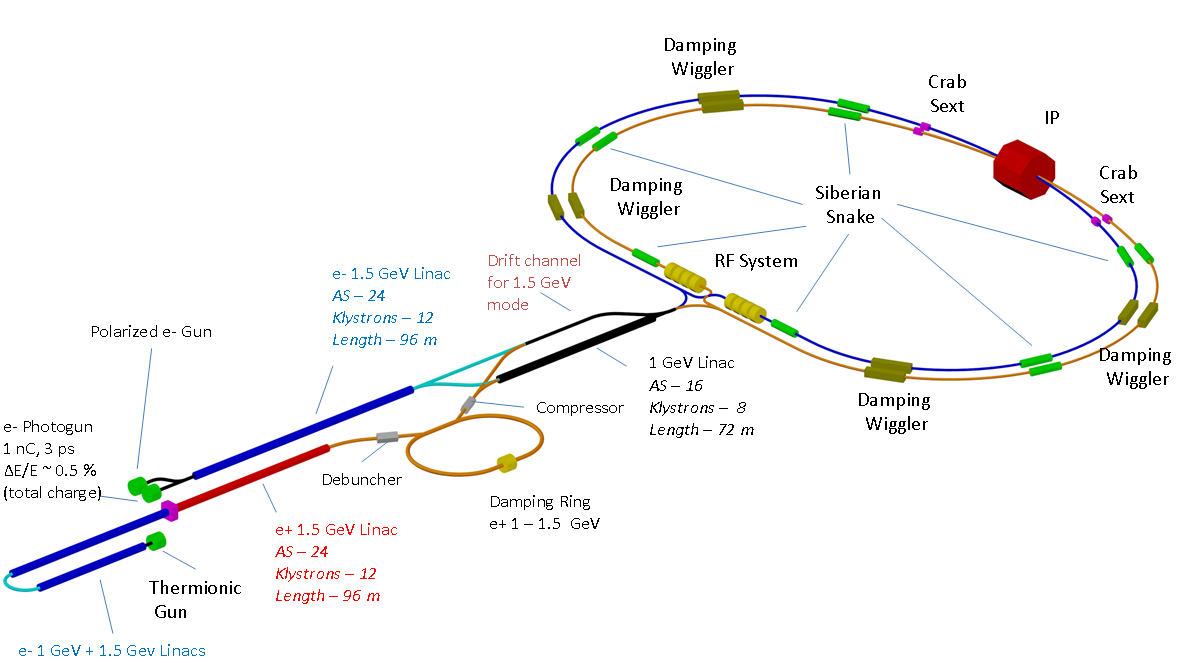 Damping
Wiggler
Crab
Sext
IP
Crab
Sext
Damping
Wiggler
Siberian
Snake
Drift channel
for 1.5 GeV
mode
RF System
e- 1.5 GeV Linac
AS – 24
Klystrons – 12
Length – 96 m
Polarized e- Gun
1 GeV Linac
AS – 16
Klystrons – 8
Length – 72 m
Damping
Wiggler
Damping
Wiggler
Compressor
e- Photogun
1 nC, 3 ps
ΔE/E ~ 0.5 %
(total charge)
Debuncher
Damping Ring
e+ 1 – 1.5 GeV
e+ 1.5 GeV Linac
AS – 24
Klystrons – 12
Length – 96 m
Thermionic
Gun
e- 1 GeV + 1.5 Gev Linacs